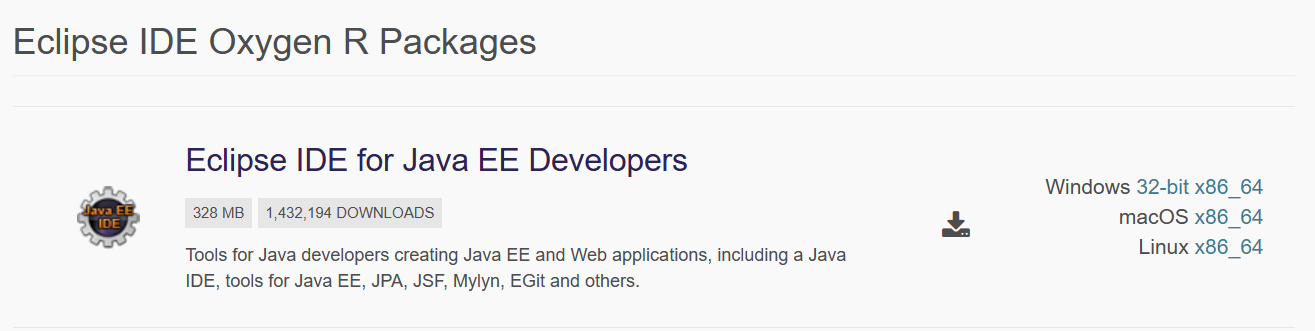 Eclipse IDE Oxygen R Packages
Java EE
IDE
Eclipse IDE for Java EE Developers
328 MB 1,432,194 DOWNLOADS
Tools for Java developers creating Java EE and Web applications, including a Java
IDE, tools for Java EE, JPA, JSF, Mylyn, EGit and others.
Windows 32-bit x86_64
macOS x86_64
Linux x86_64